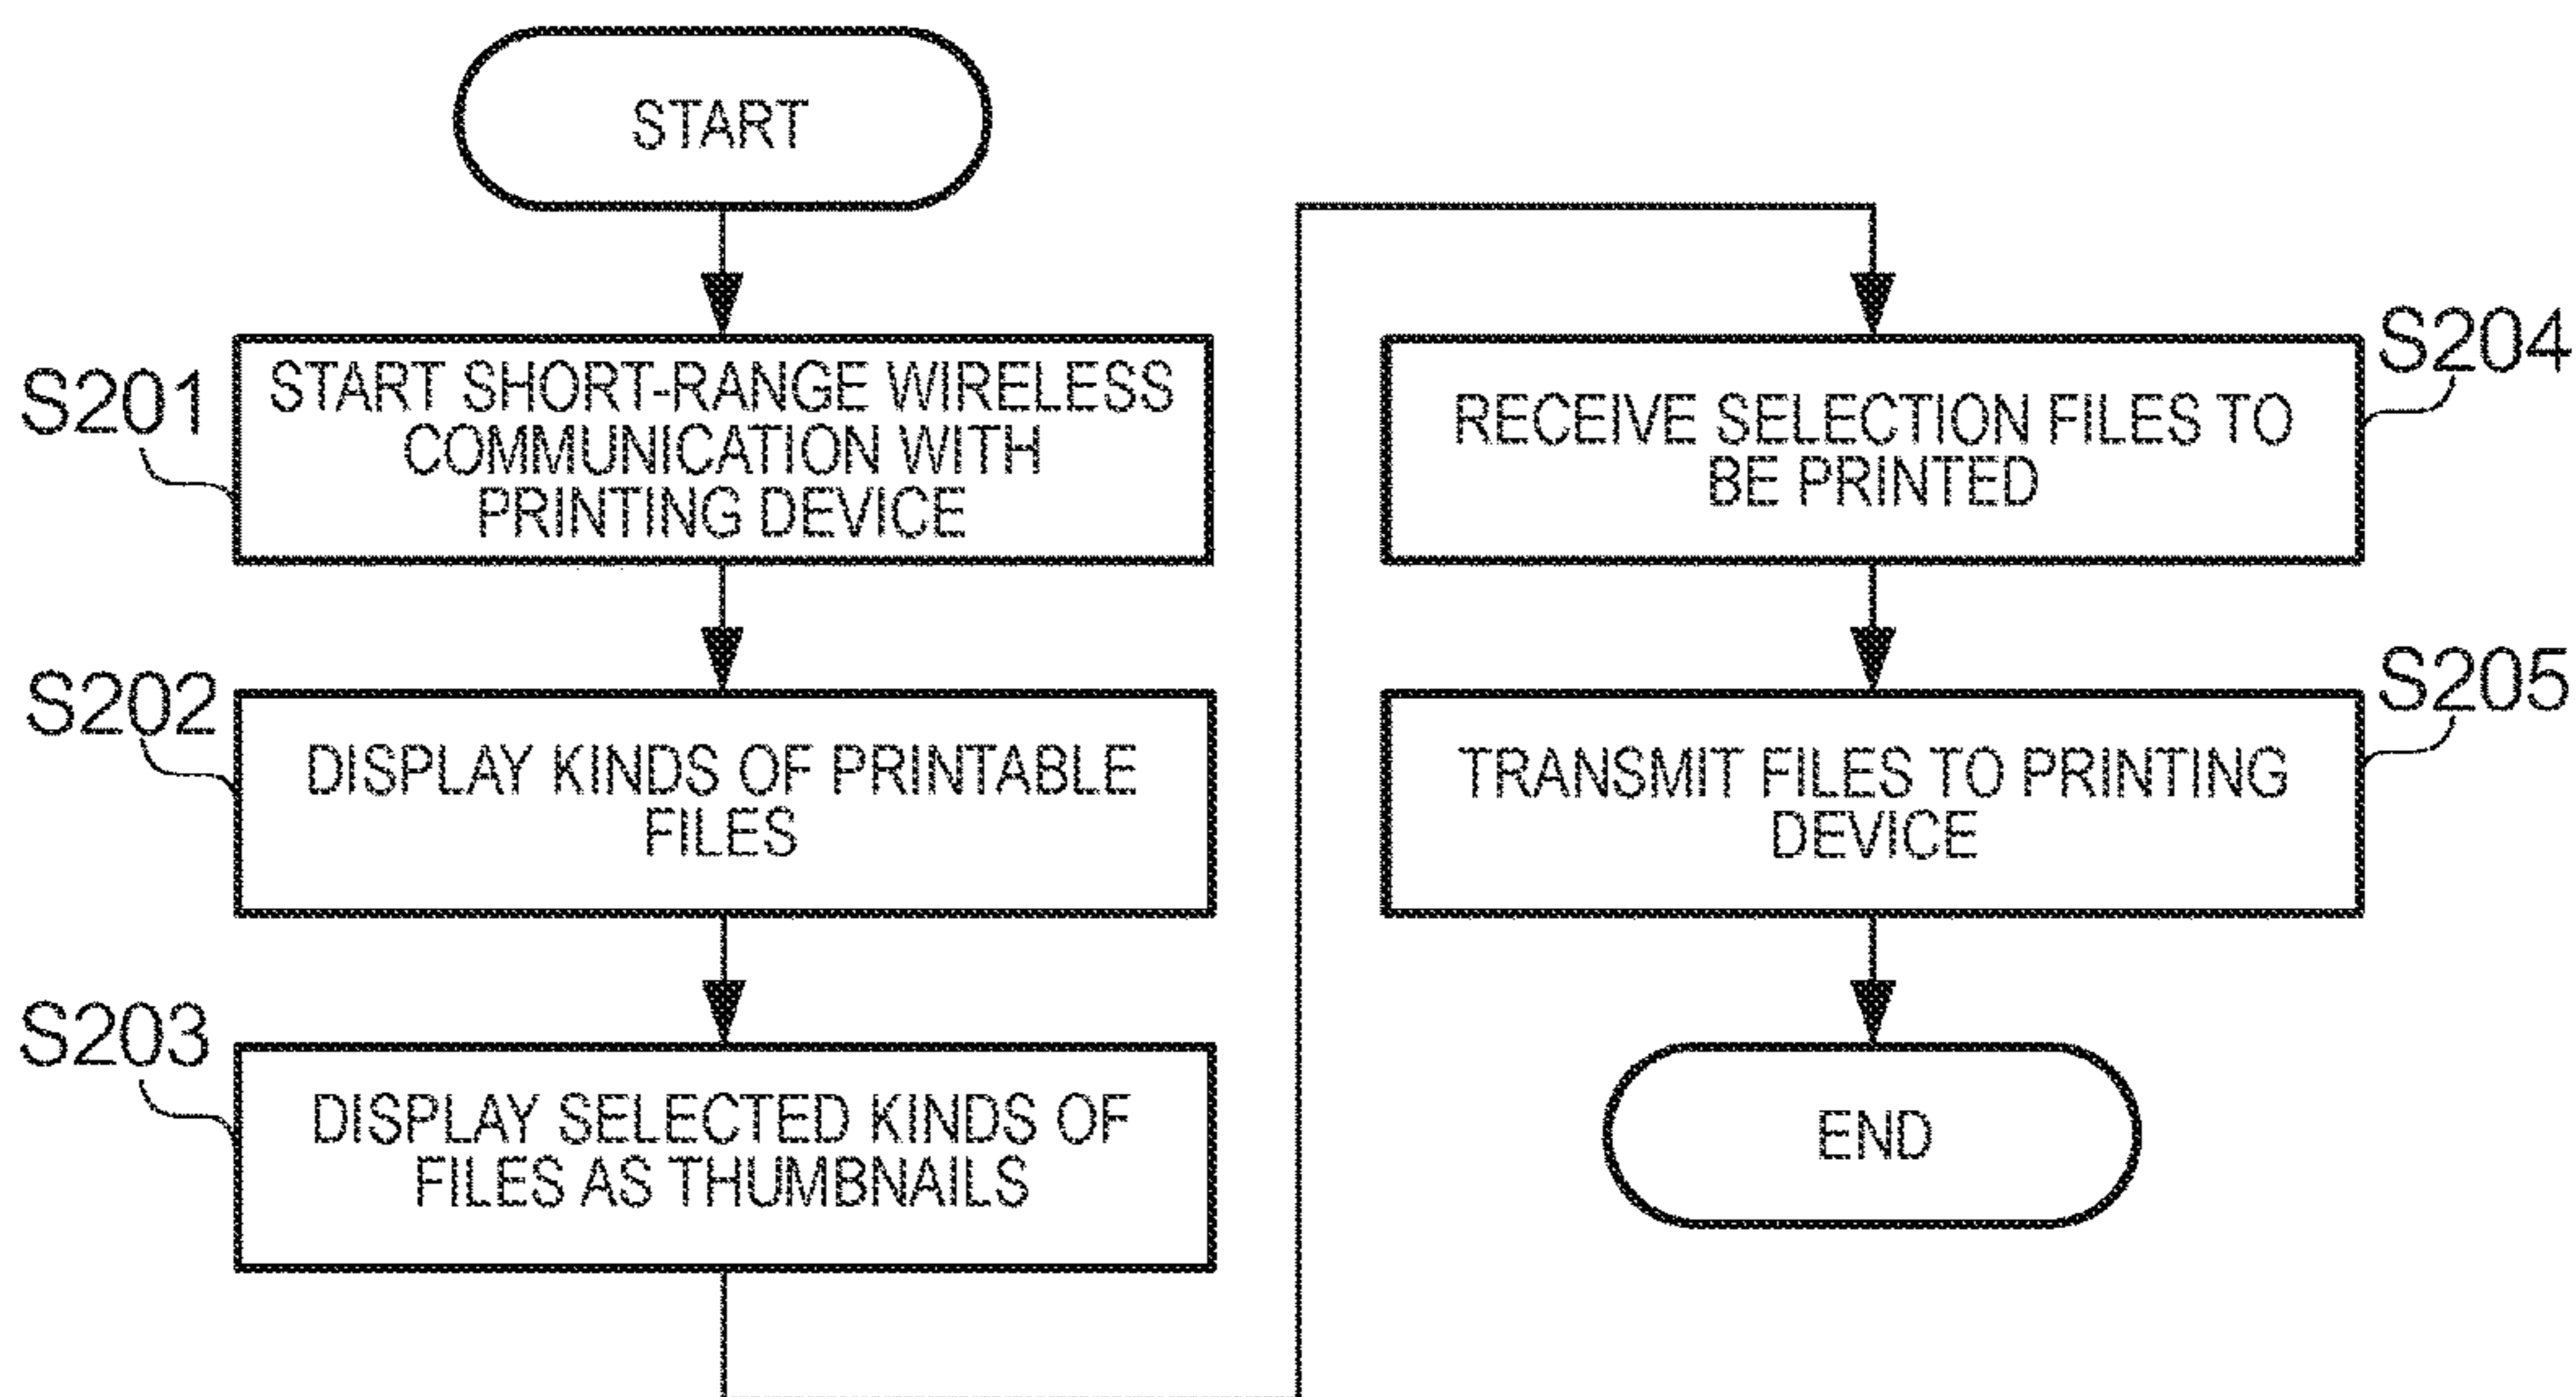 START
S201
START SHORT-RANGE WIRELESS
COMMUNICATION WITH
PRINTING DEVICE
S202
DISPLAY KINDS OF PRINTABLE
FILES
S203
DISPLAY SELECTED KINDS OF
FILES AS THUMBNAILS
S204
RECEIVE SELECTION FILES TO
BE PRINTED
S205
TRANSMIT FILES TO PRINTING
DEVICE
END